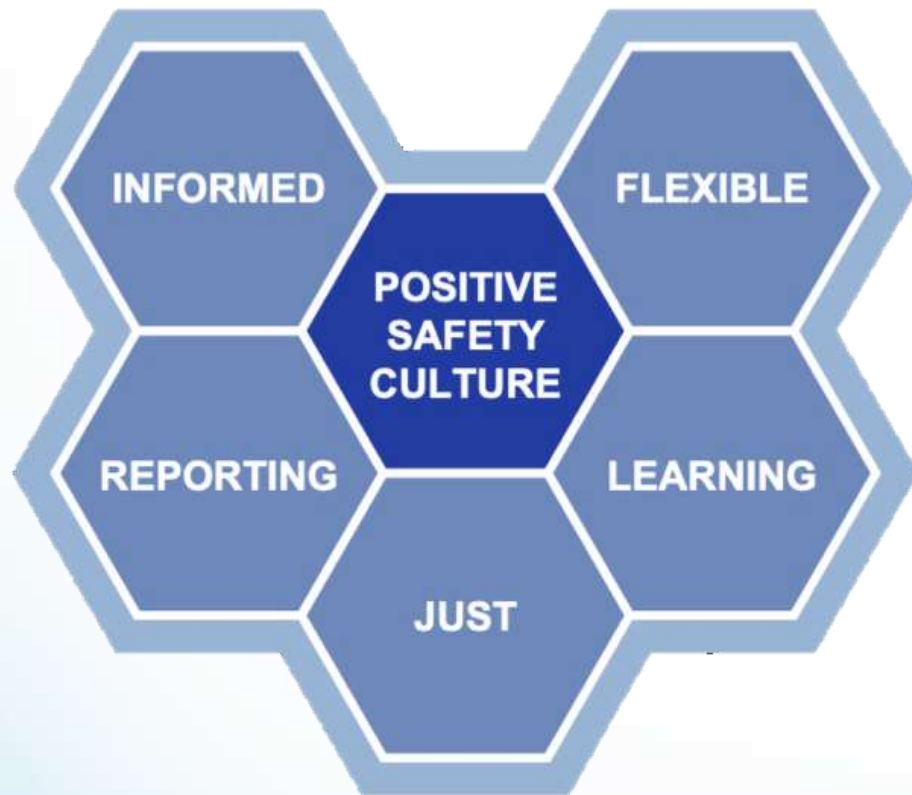 INFORMED
FLEXIBLE
POSITIVE
SAFETY
CULTURE
REPORTING
LEARNING
JUST